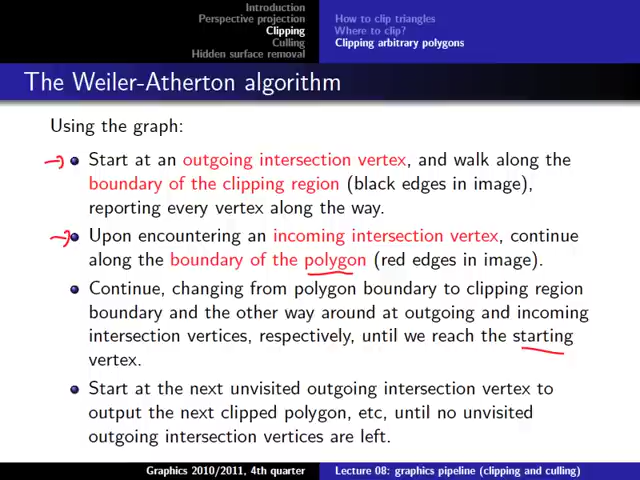 Introduction
Perspective projection
Clipping
Culling
Hidden surface removal
How to clip triangles
Where to clip?
Clipping arbitrary polygons
The Weiler-Atherton algorithm
Using the graph:
Start at an outgoing intersection vertex, and walk along the
boundary of the clipping region (black edges in image),
reporting every vertex along the way.
Upon encountering an incoming intersection vertex, continue
along the boundary of the polygon (red edges in image).
Continue, changing from polygon boundary to clipping region
boundary and the other way around at outgoing and incoming
intersection vertices, respectively, until we reach the starting
vertex.
Start at the next unvisited outgoing intersection vertex to
output the next clipped polygon, etc, until no unvisited
outgoing intersection vertices are left.
Graphics 2010/2011, 4th quarter
Lecture 08: graphics pipeline (clipping and culling)